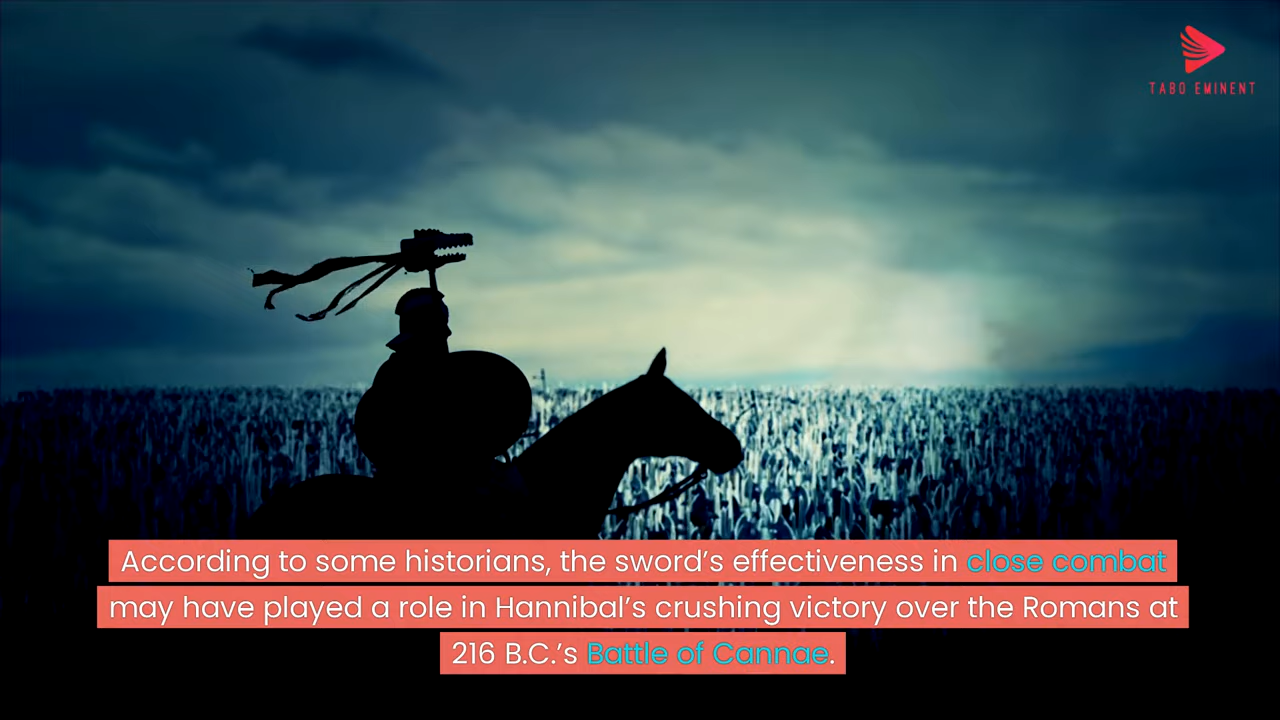 TABO EMINENT
According to some historians, the sword’s effectiveness in close combat
may have played a role in Hannibal’s crushing victory over the Romans at
216 B.C.’s Battle of Cannae.